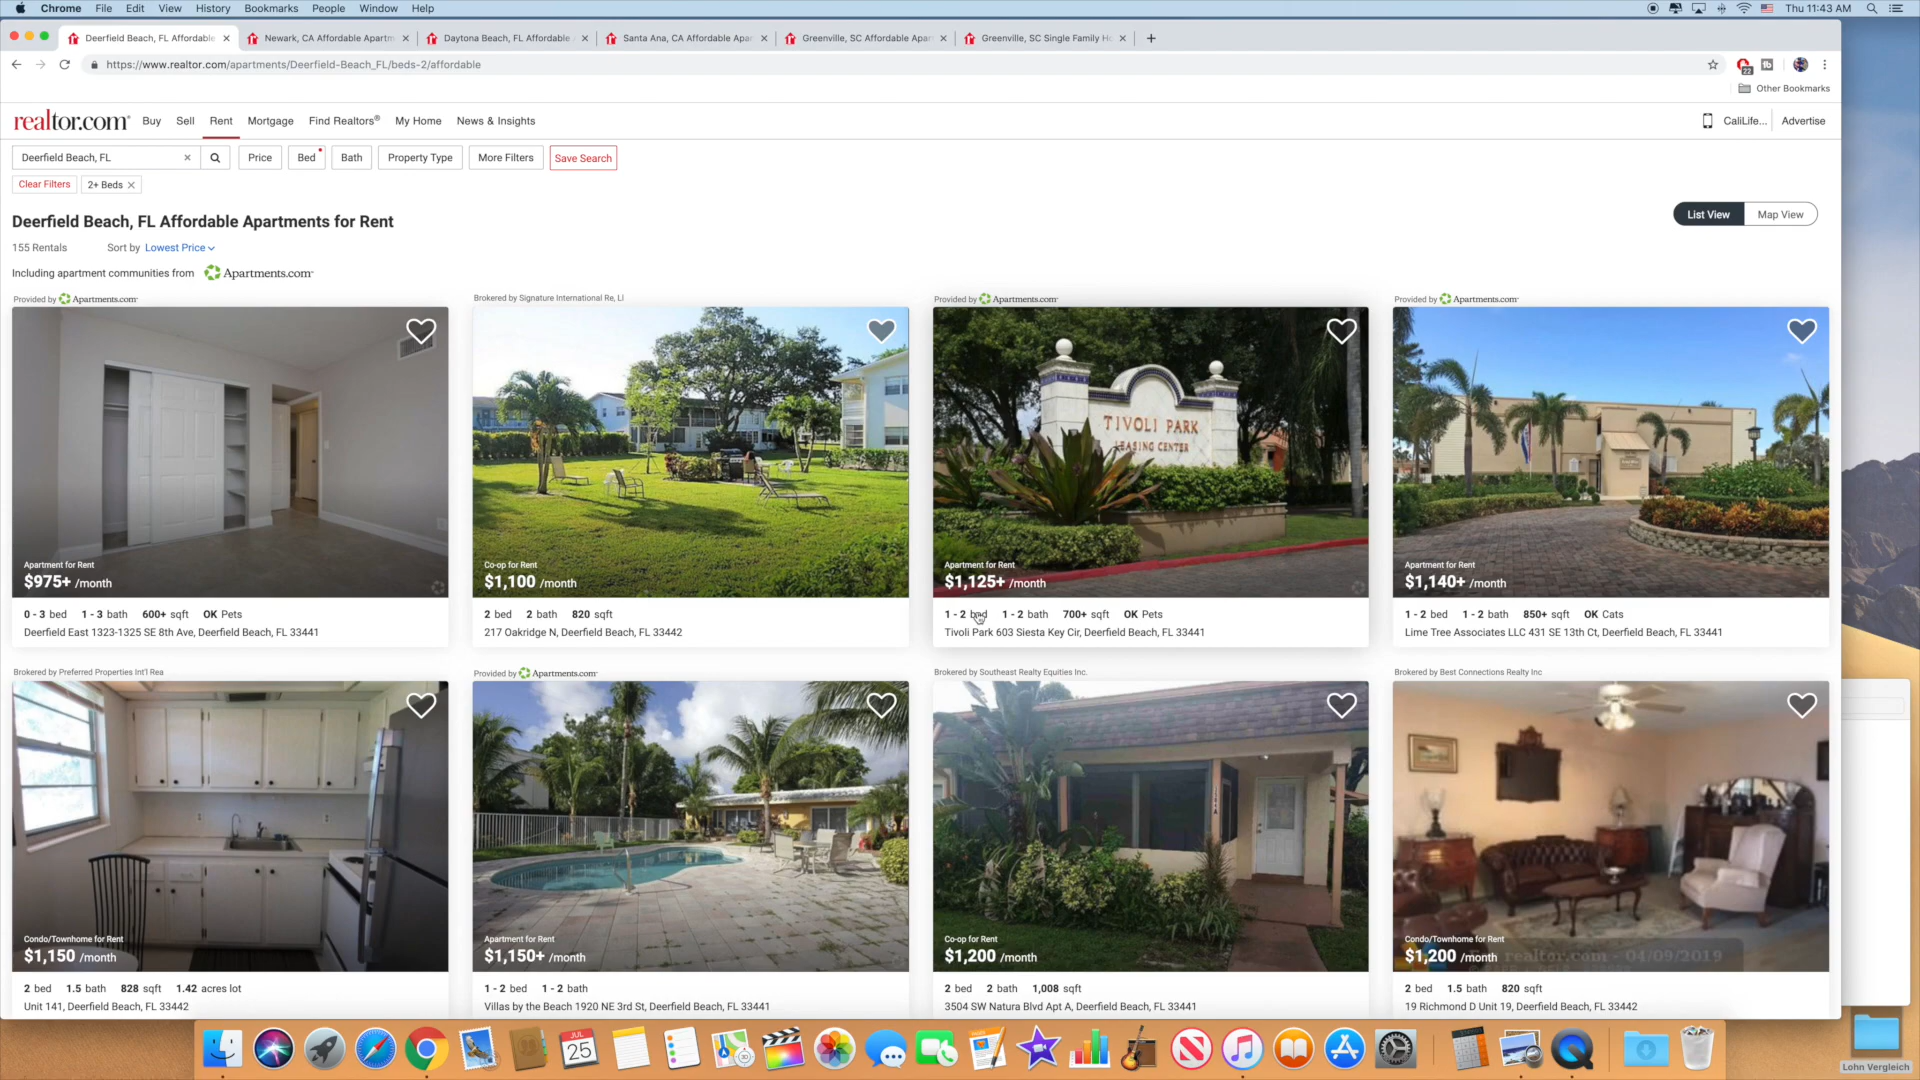 Chrome File Edit View History Bookmarks People Window Help
Thu 11:43 AM
Deerfield Beach, FL Affordable
Newark, CA Affordable Apartm
Daytona Beach, FL Affordable
Santa Ana, CA Affordable Apar
Greenville, SC Affordable Apar
Greenville, SC Single Family Ho
https://www.realtor.com/apartments/Deerfield-Beach_FL/beds-2/affordable
22
Other Bookmarks
realtor.com®
Buy Sell Rent Mortgage Find Realtors® My Home News & Insights
CaliLife... Advertise
Deerfield Beach, FL
Price Bed Bath Property Type More Filters Save Search
Clear Filters 2+ Beds
Deerfield Beach, FL Affordable Apartments for Rent
List View Map View
155 Rentals Sort by Lowest Price
Including apartment communities from Apartments.com
Provided by Apartments.com
Brokered by Signature International Re, Ll
Provided by Apartments.com
Provided by Apartments.com
TIVOLI PARK
LEASING CENTER
Apartment for Rent
$975+ /month
Co-op for Rent
$1,100 /month
Apartment for Rent
$1,125+ /month
Apartment for Rent
$1,140+ /month
0 - 3 bed 1 - 3 bath 600+ sqft OK Pets
Deerfield East 1323-1325 SE 8th Ave, Deerfield Beach, FL 33441
2 bed 2 bath 820 sqft
217 Oakridge N, Deerfield Beach, FL 33442
1 - 2 bed 1 - 2 bath 700+ sqft OK Pets
Tivoli Park 603 Siesta Key Cir, Deerfield Beach, FL 33441
1 - 2 bed 1 - 2 bath 850+ sqft OK Cats
Lime Tree Associates LLC 431 SE 13th Ct, Deerfield Beach, FL 33441
Brokered by Preferred Properties Int'l Rea
Provided by Apartments.com
Brokered by Southeast Realty Equities Inc.
Brokered by Best Connections Realty Inc
Condo/Townhome for Rent
$1,150 /month
Apartment for Rent
$1,150+ /month
Co-op for Rent
$1,200 /month
Condo/Townhome for Rent
$1,200 /month
realtor.com - 04/09/2019
2 bed 1.5 bath 828 sqft 1.42 acres lot
Unit 141, Deerfield Beach, FL 33442
1 - 2 bed 1 - 2 bath
Villas by the Beach 1920 NE 3rd St, Deerfield Beach, FL 33441
2 bed 2 bath 1,008 sqft
3504 SW Natura Blvd Apt A, Deerfield Beach, FL 33441
2 bed 1.5 bath 820 sqft
19 Richmond D Unit 19, Deerfield Beach, FL 33442
JUL
25
Lohn Vergleich